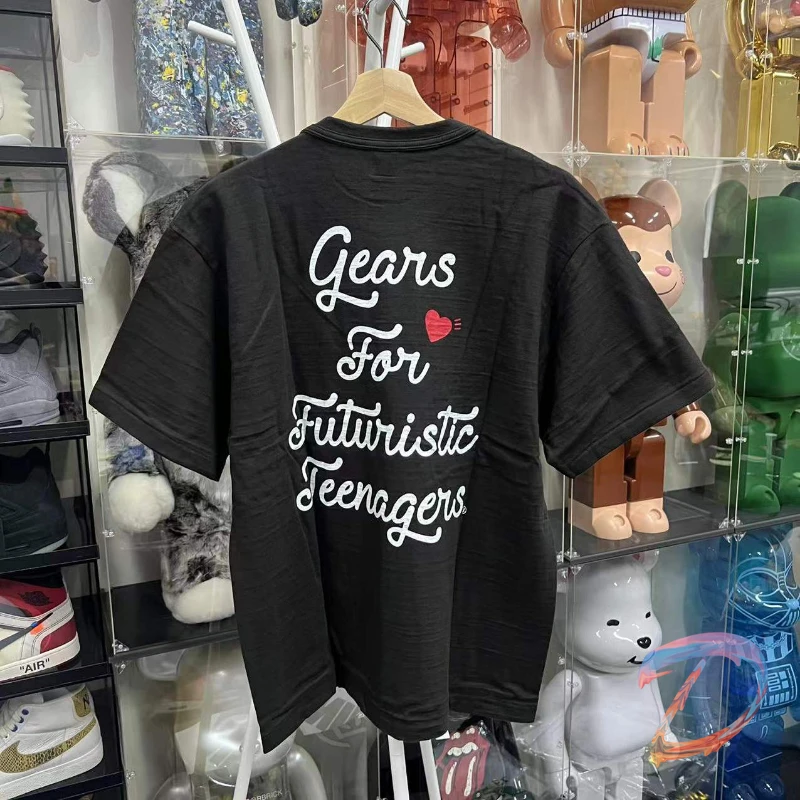 Gears
For
Futuristic
Teenagers®
"AIR"